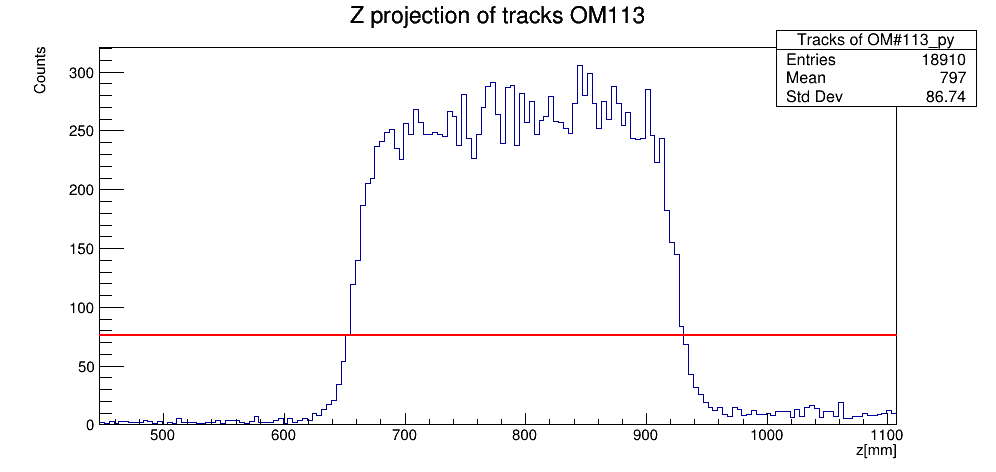 Z projection of tracks OM113
Tracks of OM#113_py
Entries 18910
Mean 797
Std Dev 86.74
Counts
300
250
200
150
100
50
0
500 600 700 800 900 1000 1100
z[mm]